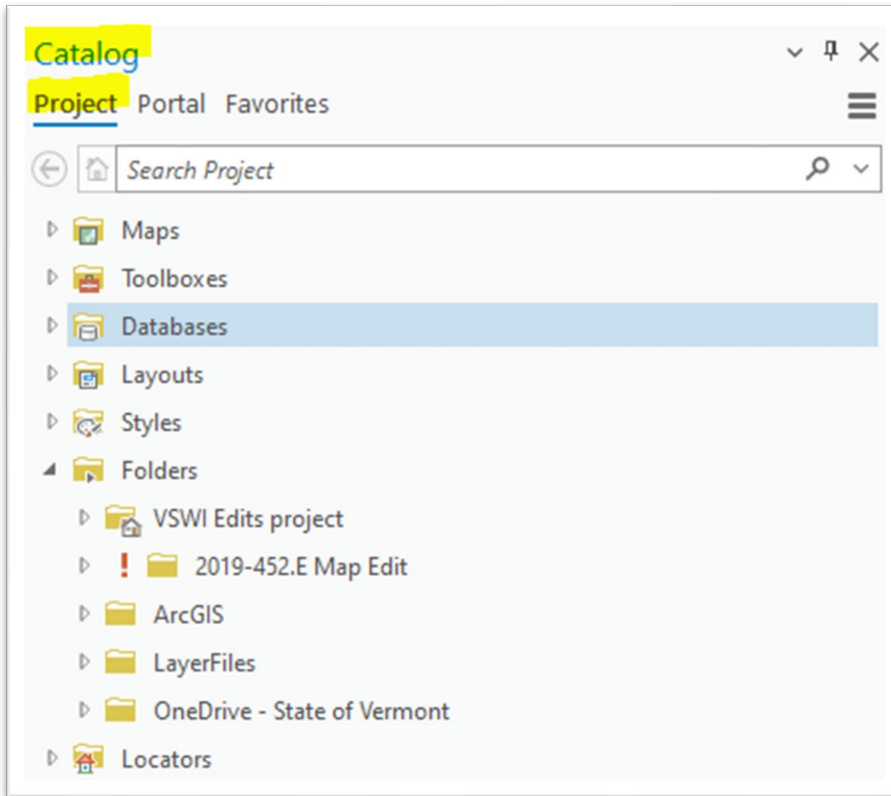 Catalog
Project Portal Favorites
Search Project
Maps
Toolboxes
Databases
Layouts
Styles
Folders
VSWI Edits project
! 2019-452.E Map Edit
ArcGIS
LayerFiles
OneDrive - State of Vermont
Locators